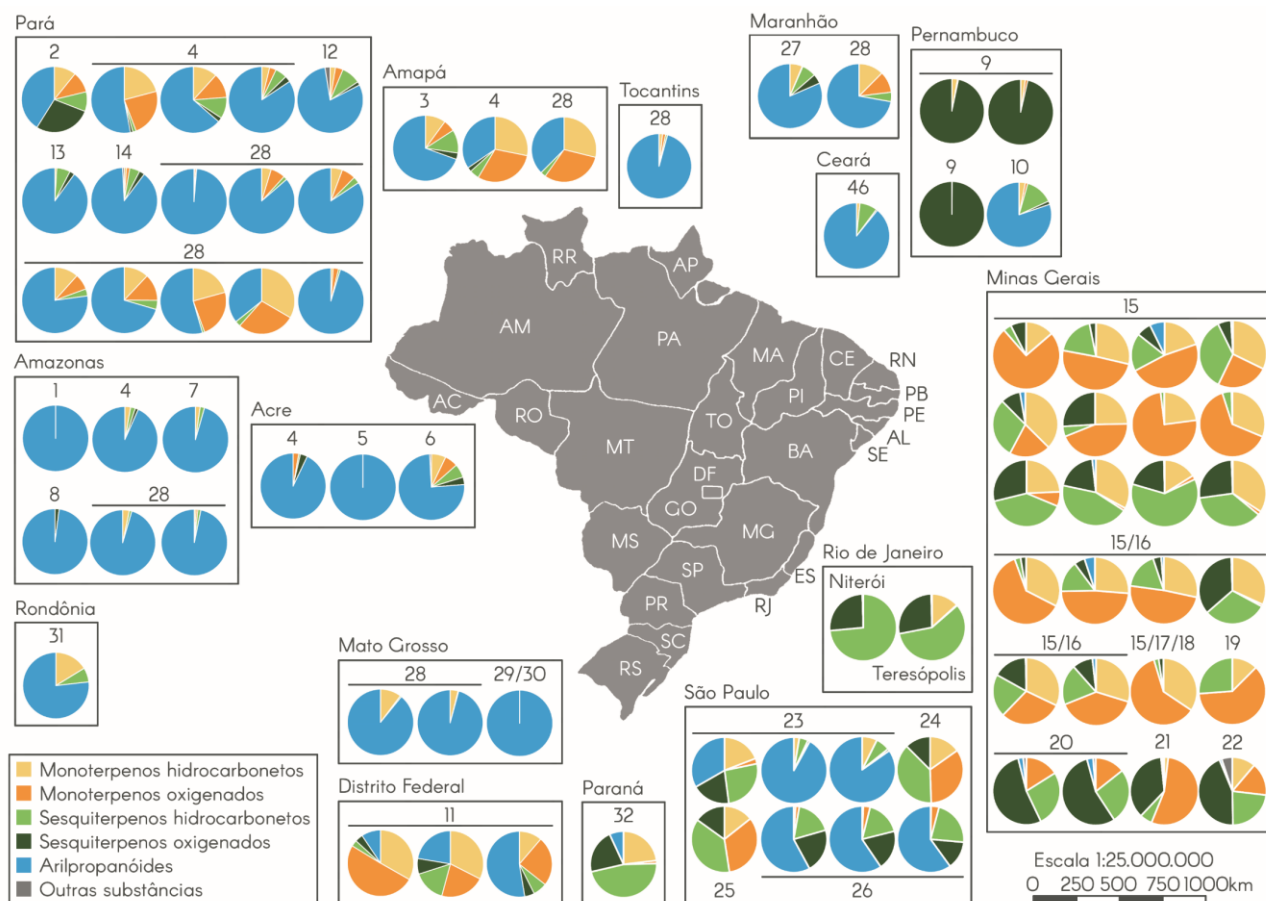 Pará
2 4 12
13 14 28
28
Amapá
3 4 28
Tocantins
28
Maranhão
27 28
Ceará
46
Pernambuco
9
9 10
Minas Gerais
15
15/16
15/16 15/17/18 19
20 21 22
Amazonas
1 4 7
8 28
Acre
4 5 6
Rondônia
31
RR
AP
AM
PA
MA
CE
RN
PB
PE
AL
SE
PI
AC
RO
TO
MT
BA
DF
GO
MG
MS
ES
SP
RJ
PR
SC
RS
Rio de Janeiro
Niterói
Teresópolis
Mato Grosso
28 29/30
Distrito Federal
11
Paraná
32
São Paulo
23 24
25 26
Monoterpenos hidrocarbonetos
Monoterpenos oxigenados
Sesquiterpenos hidrocarbonetos
Sesquiterpenos oxigenados
Arilpropanóides
Outras substâncias
Escala 1:25.000.000
0 250 500 750 1000km